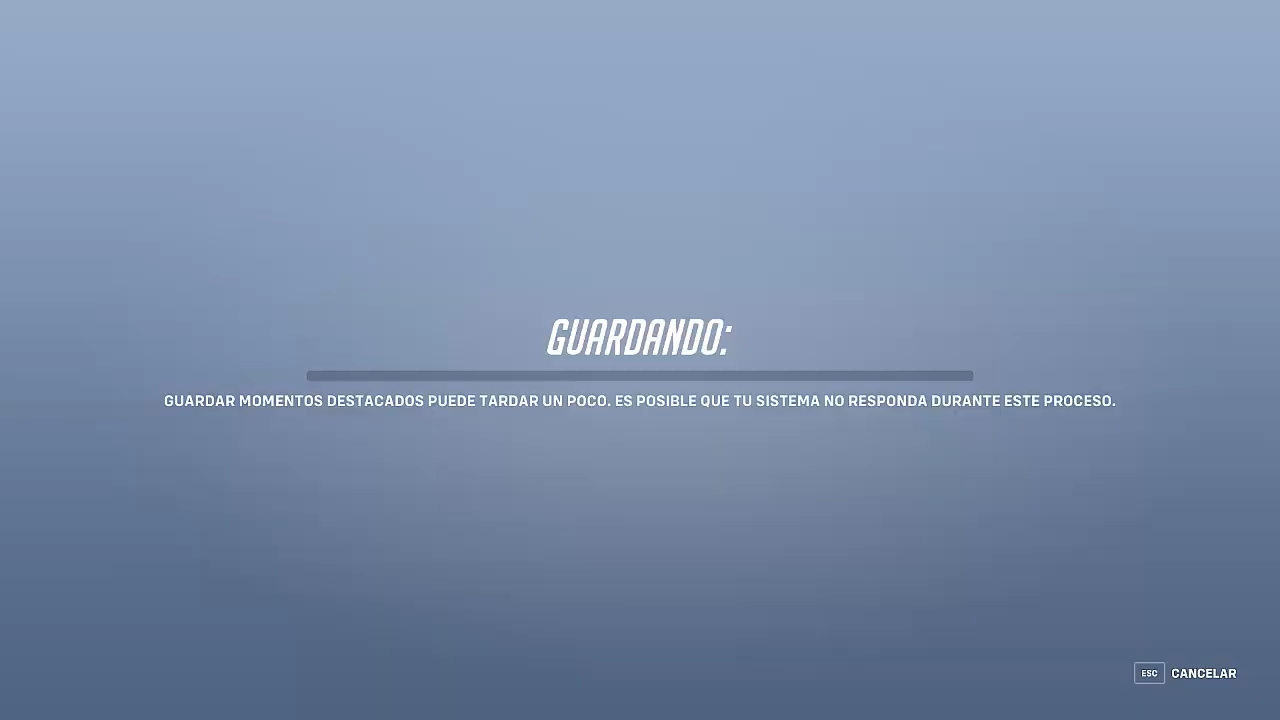 GUARDANDO:
GUARDAR MOMENTOS DESTACADOS PUEDE TARDAR UN POCO. ES POSIBLE QUE TU SISTEMA NO RESPONDA DURANTE ESTE PROCESO.
ESC CANCELAR